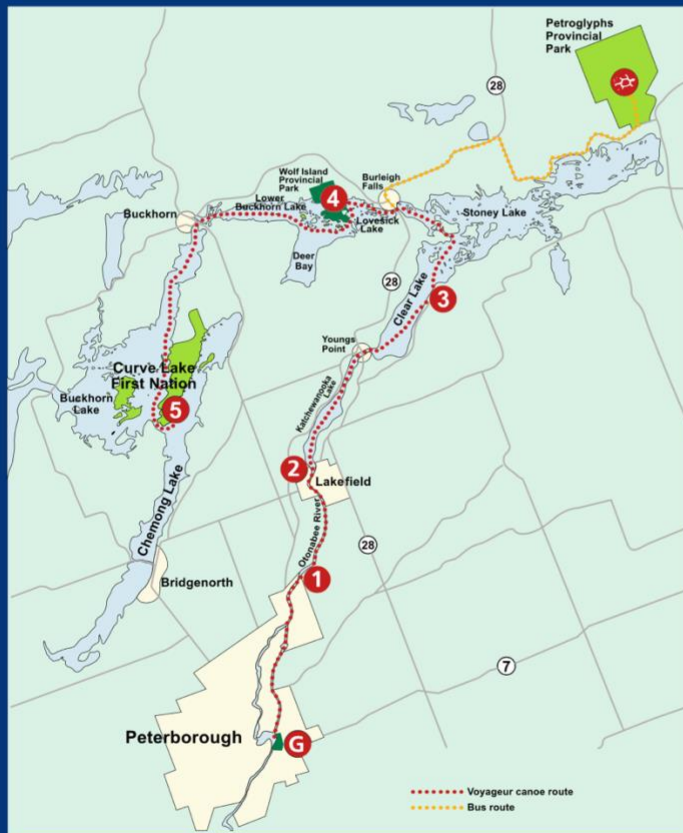 Petroglyphs
Provincial
Park
28
Wolf Island
Provincial
Park
Burleigh
Falls
4
Lower
Buckhorn Lake
Buckhorn
Lovesick
Lake
Stoney Lake
Deer
Bay
28
3
Clear Lake
Youngs
Point
Curve Lake
First Nation
Buckhorn
Lake
5
Katchewanooka
Lake
2
Lakefield
Chemong Lake
Otonabee River
28
1
Bridgenorth
7
Peterborough
G
Voyageur canoe route
Bus route